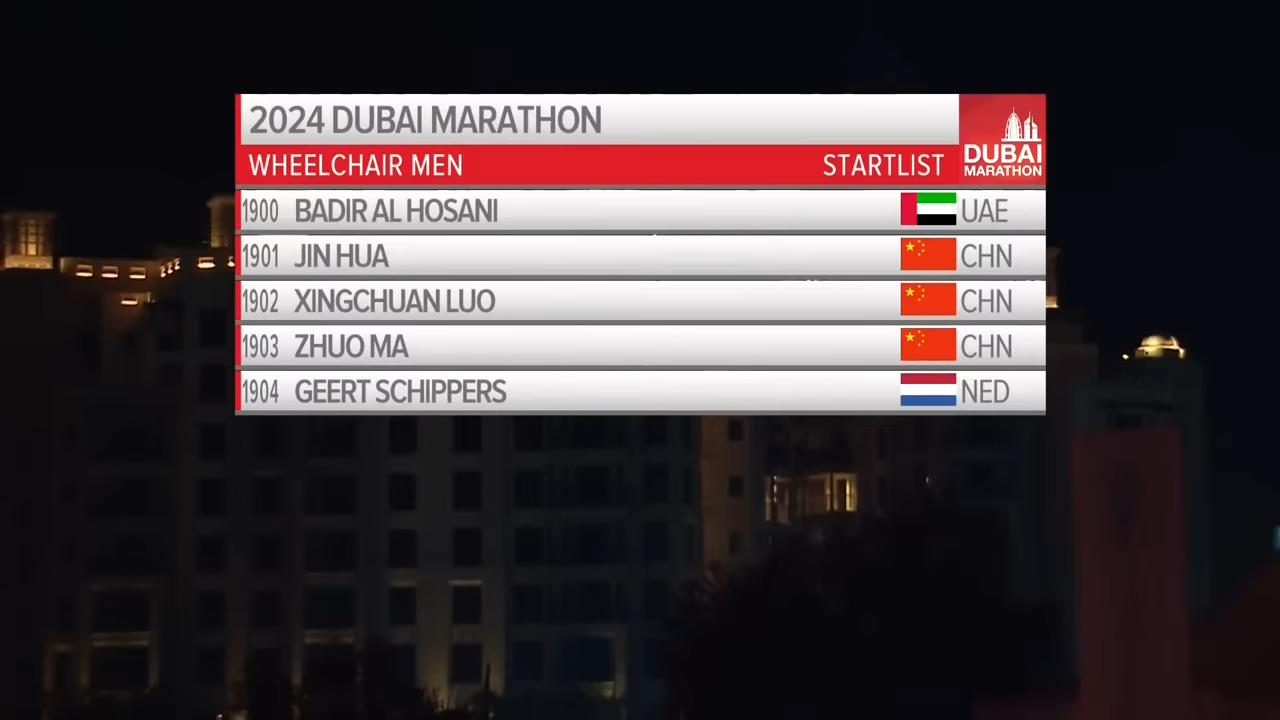 2024 DUBAI MARATHON
WHEELCHAIR MEN STARTLIST
DUBAI
MARATHON
1900 BADIR AL HOSANI UAE
1901 JIN HUA CHN
1902 XINGCHUAN LUO CHN
1903 ZHUO MA CHN
1904 GEERT SCHIPPERS NED